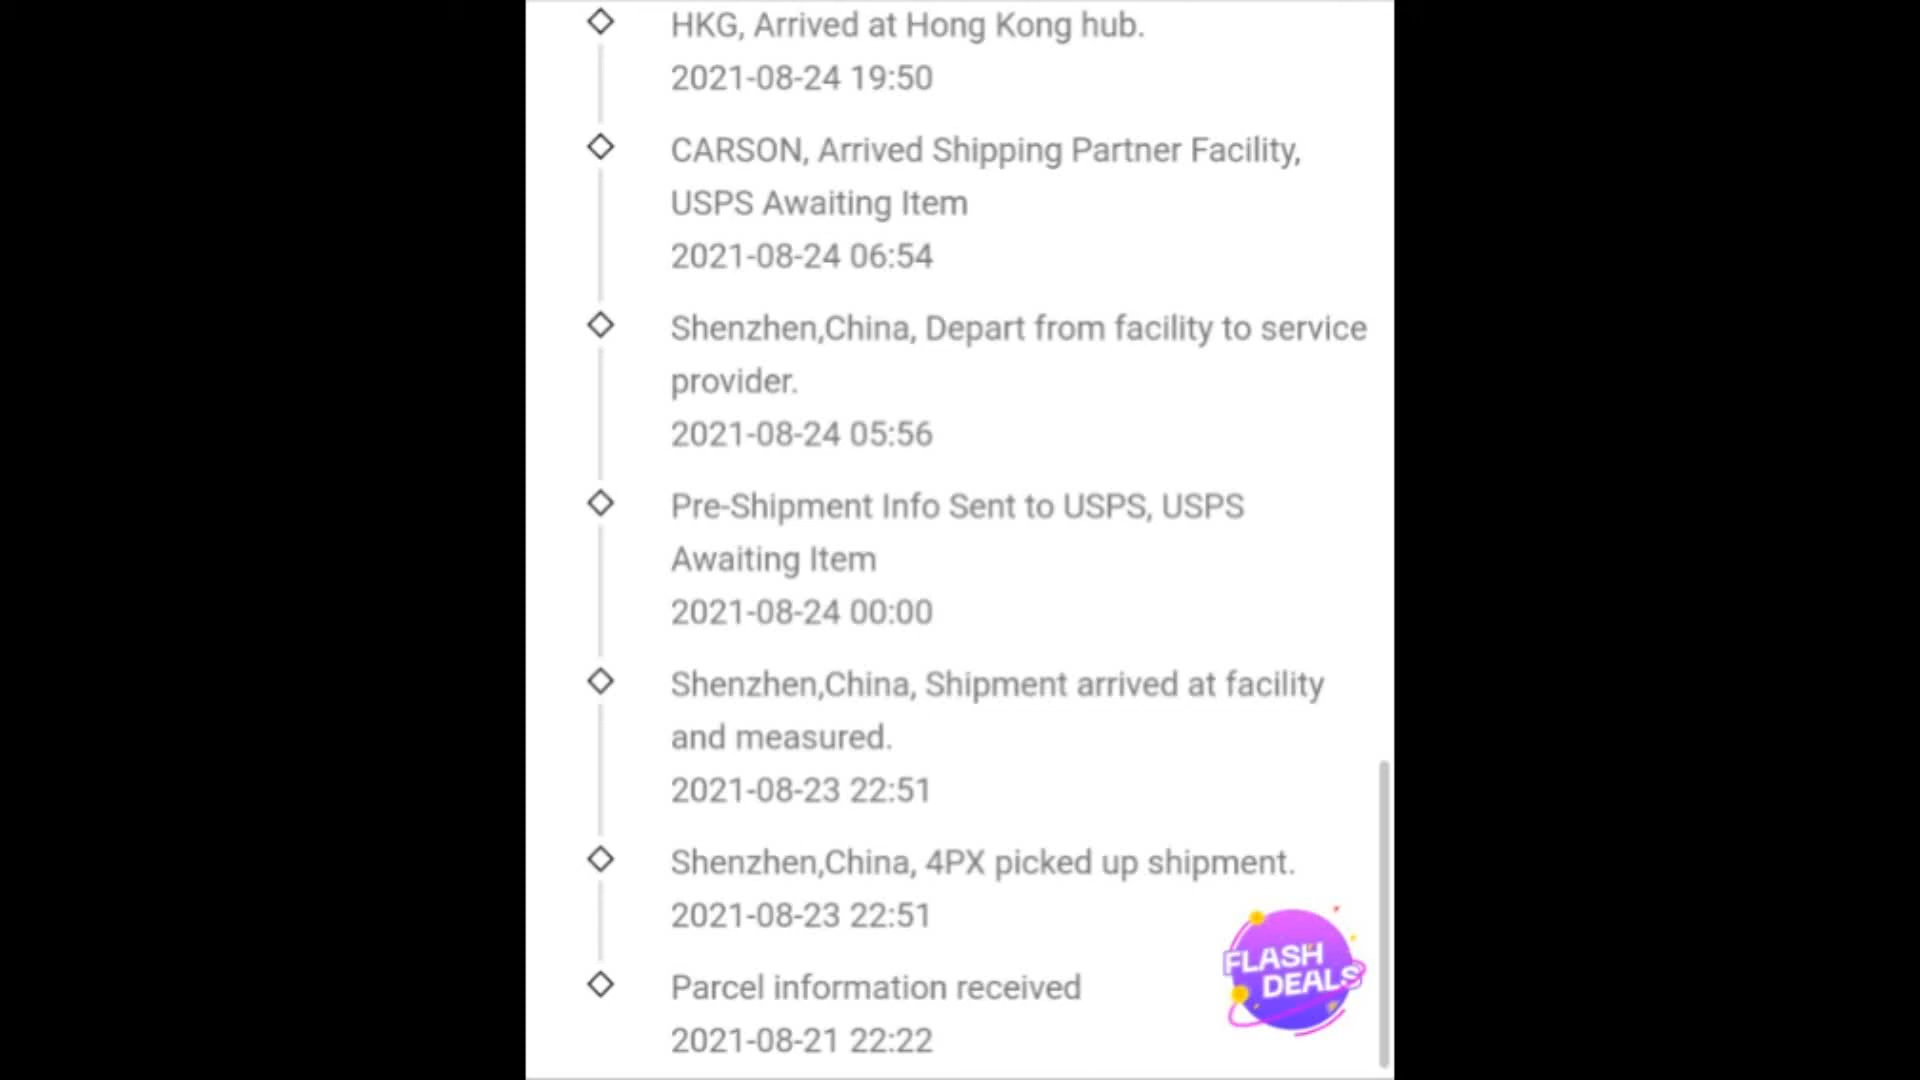 HKG, Arrived at Hong Kong hub.
2021-08-24 19:50
CARSON, Arrived Shipping Partner Facility,
USPS Awaiting Item
2021-08-24 06:54
Shenzhen,China, Depart from facility to service
provider.
2021-08-24 05:56
Pre-Shipment Info Sent to USPS, USPS
Awaiting Item
2021-08-24 00:00
Shenzhen,China, Shipment arrived at facility
and measured.
2021-08-23 22:51
Shenzhen,China, 4PX picked up shipment.
2021-08-23 22:51
Parcel information received
2021-08-21 22:22
FLASH
DEALS